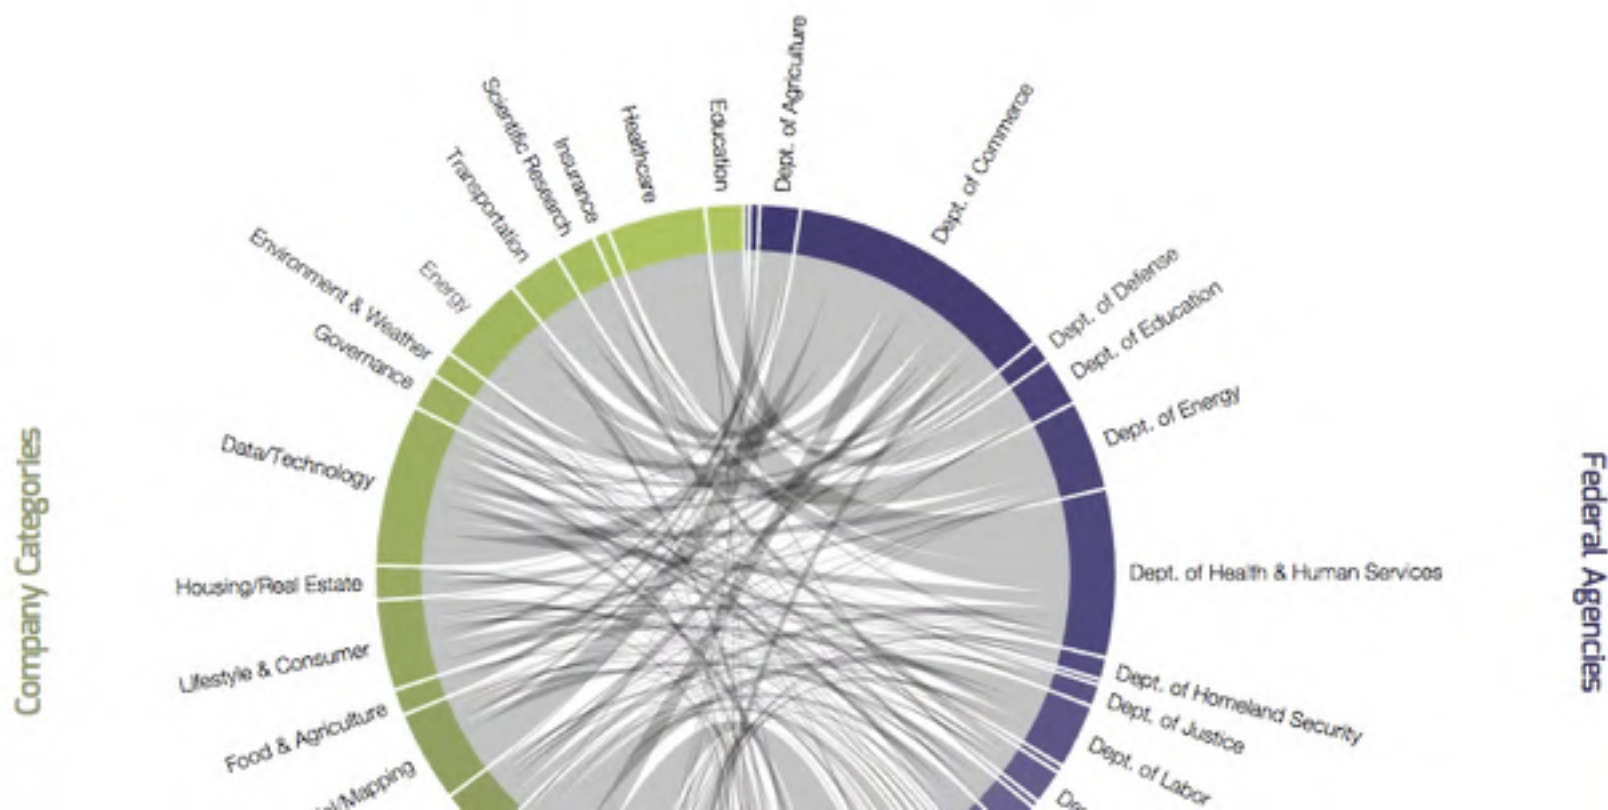 Company Categories
Education
Healthcare
Insurance
Scientific Research
Transportation
Energy
Environment & Weather
Governance
Data/Technology
Housing/Real Estate
Lifestyle & Consumer
Food & Agriculture
Dept. of Agriculture
Dept. of Commerce
Dept. of Defense
Dept. of Education
Dept. of Energy
Dept. of Health & Human Services
Dept. of Homeland Security
Dept. of Justice
Dept. of Labor
Federal Agencies